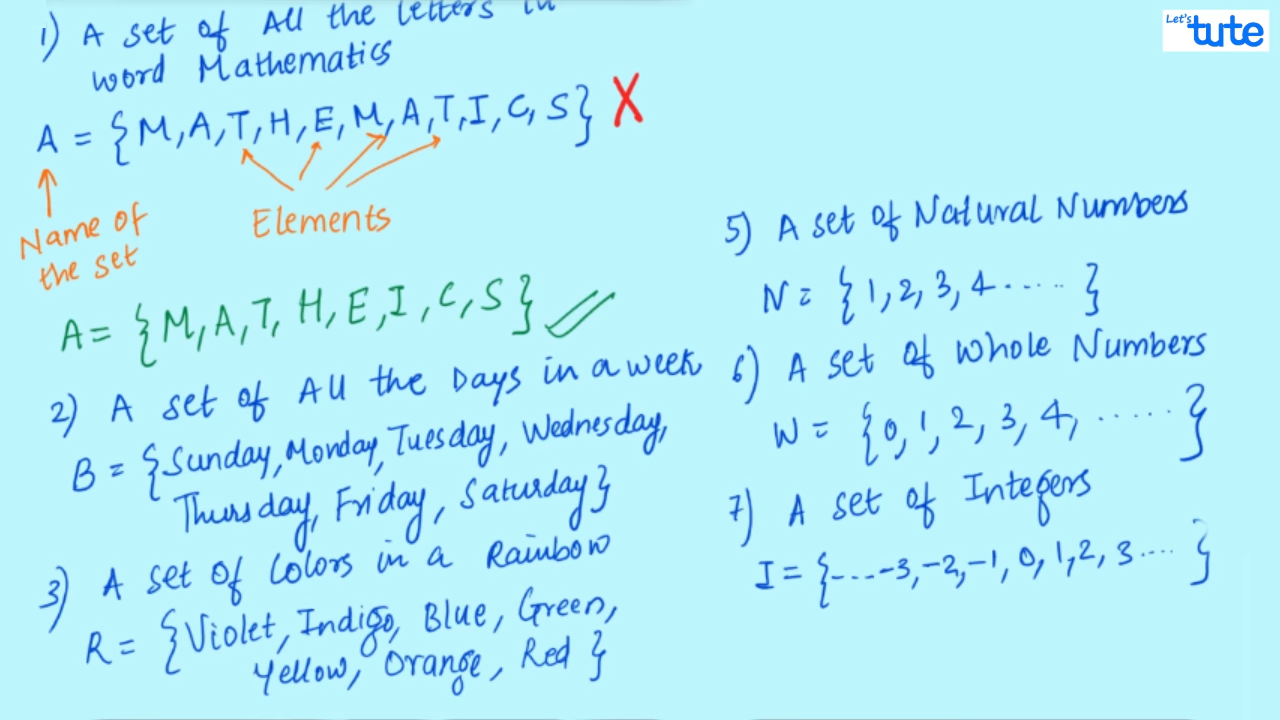 Let's
tute
1) A set of All the letters in
word Mathematics
A = {M,A,T,H,E,M,A,T,I,C,S} X
Name of
the set
Elements
A = {M,A,T,H,E,I,C,S}
2) A set of All the Days in a week
B = {Sunday, Monday, Tuesday, Wednesday,
Thursday, Friday, Saturday}
3) A set of Colors in a Rainbow
R = {Violet, Indigo, Blue, Green,
Yellow, Orange, Red}
5) A set of Natural Numbers
N = {1,2,3,4.....}
6) A set of Whole Numbers
W = {0,1,2,3,4,.....}
7) A set of Integers
I = {....-3,-2,-1,0,1,2,3....}